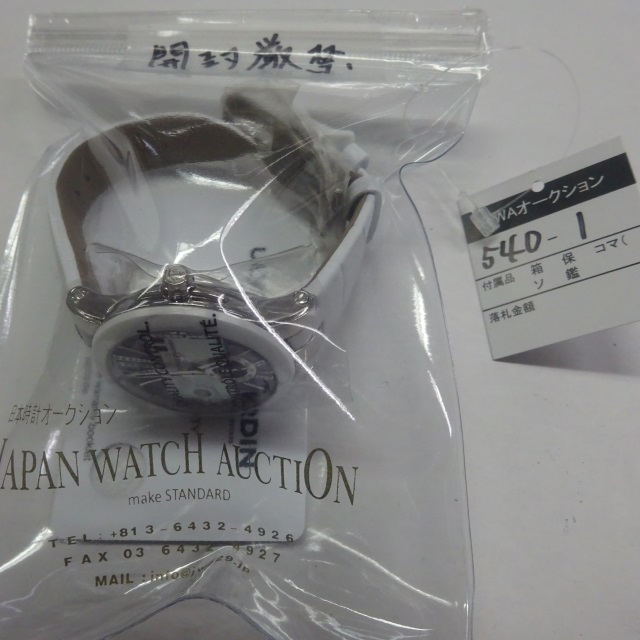 開封厳禁、
WAオークション
540-1
付属品 箱 保 コマ(
ソ 鑑
落札金額
日本時計オークション
JAPAN WATCH AUCTION
make STANDARD
TEL:+813-6432-4926
FAX 03 6432-4927
MAIL: